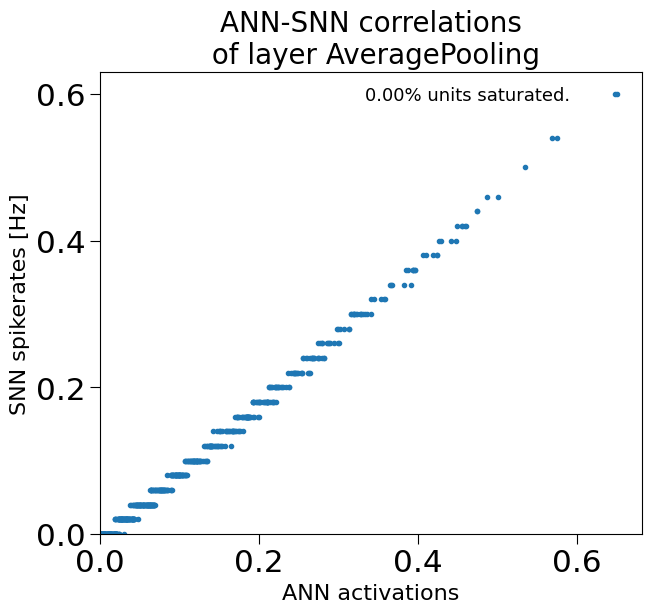 ANN-SNN correlations
of layer AveragePooling
0.00% units saturated.
0.6
0.4
0.2
0.0
SNN spikerates [Hz]
0.0 0.2 0.4 0.6
ANN activations